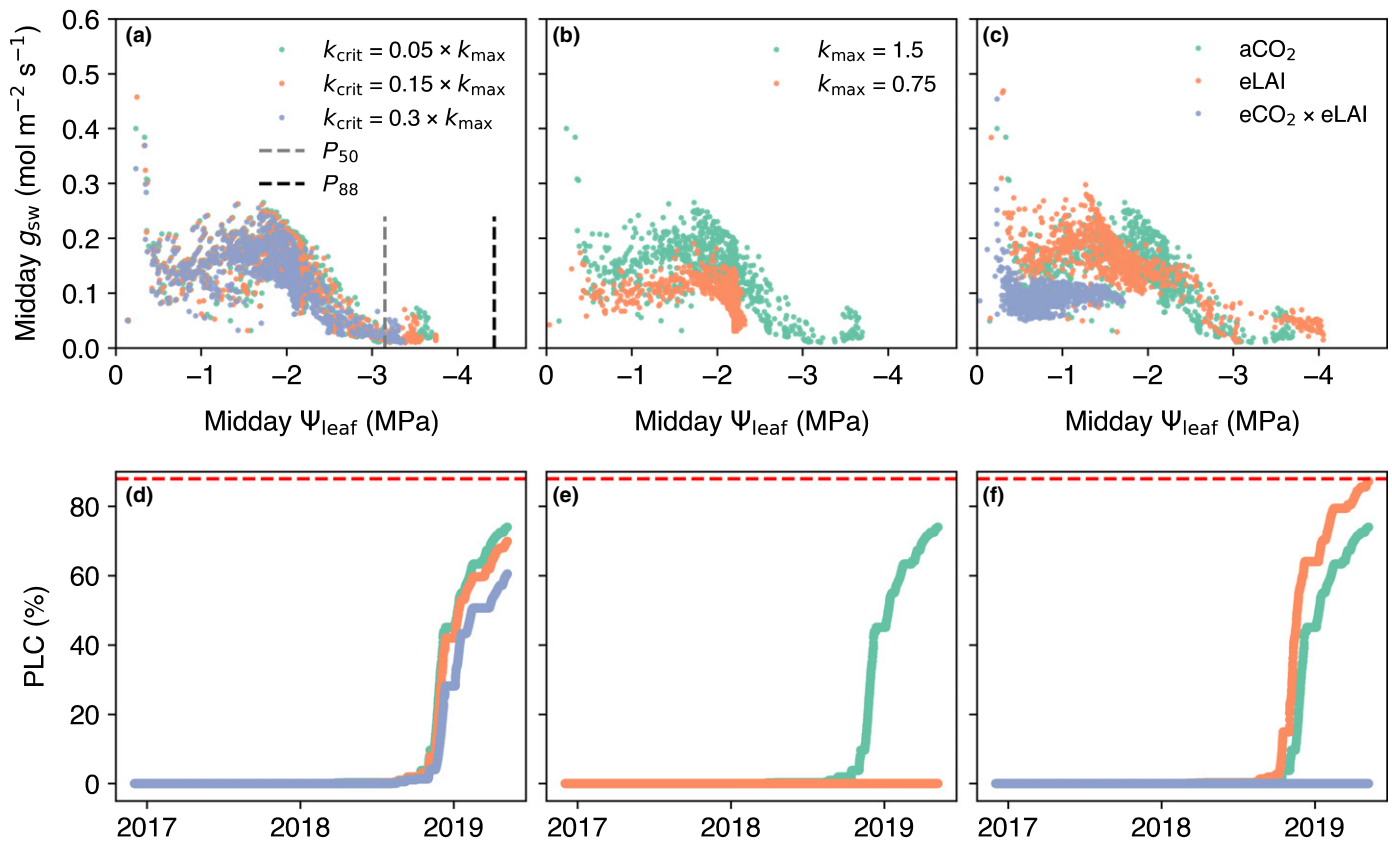 (a)
k_crit = 0.05 × k_max
k_crit = 0.15 × k_max
k_crit = 0.3 × k_max
P_50
P_88
(b)
k_max = 1.5
k_max = 0.75
(c)
aCO₂
eLAI
eCO₂ × eLAI
Midday g_sw (mol m⁻² s⁻¹)
0.6
0.5
0.4
0.3
0.2
0.1
0.0
0 −1 −2 −3 −4
0 −1 −2 −3 −4
0 −1 −2 −3 −4
Midday Ψ_leaf (MPa)
Midday Ψ_leaf (MPa)
Midday Ψ_leaf (MPa)
(d)
(e)
(f)
PLC (%)
80
60
40
20
0
2017 2018 2019
2017 2018 2019
2017 2018 2019